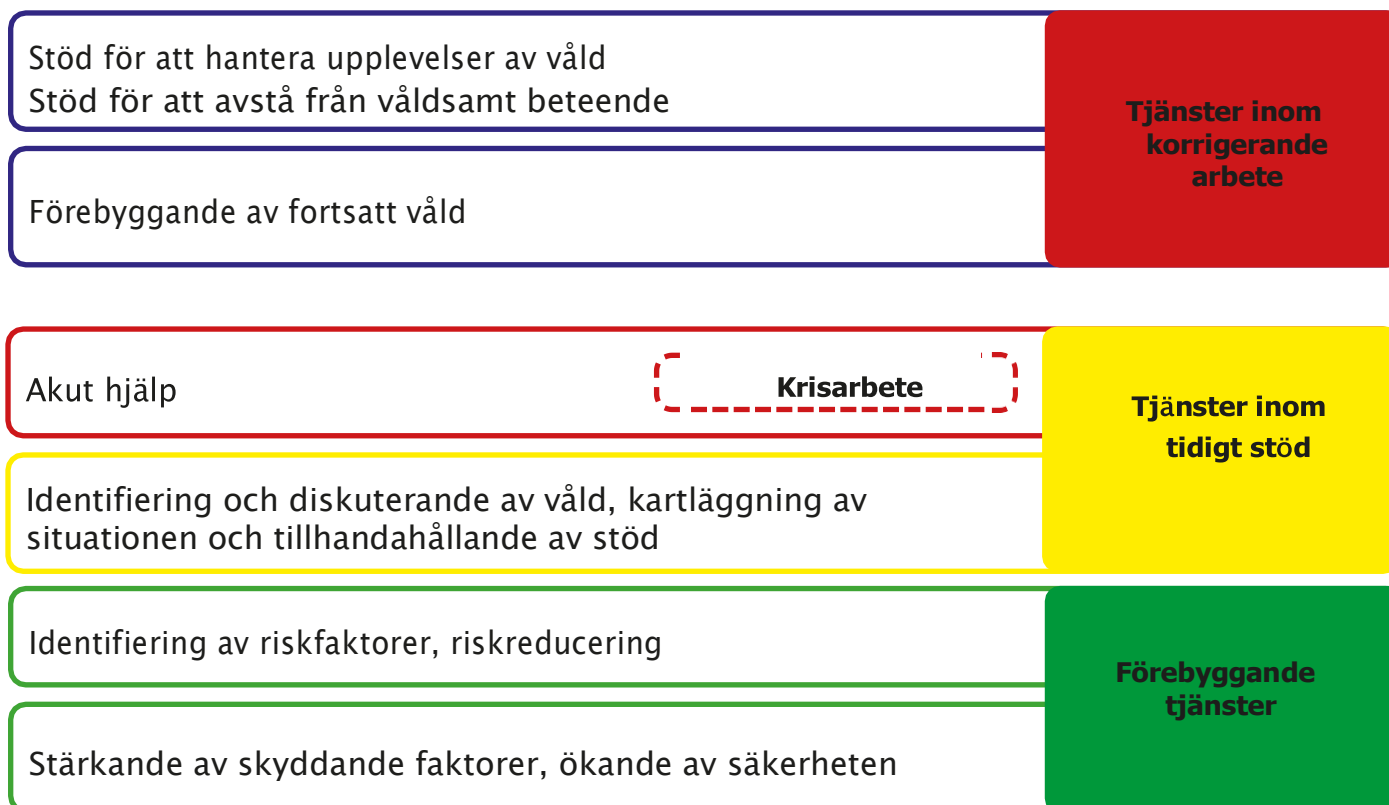 Stöd för att hantera upplevelser av våld
Stöd för att avstå från våldsamt beteende
Förebyggande av fortsatt våld
Tjänster inom
korrigerande
arbete
Akut hjälp
Krisarbete
Identifiering och diskuterande av våld, kartläggning av
situationen och tillhandahållande av stöd
Tjänster inom
tidigt stöd
Identifiering av riskfaktorer, riskreducering
Stärkande av skyddande faktorer, ökande av säkerheten
Förebyggande
tjänster